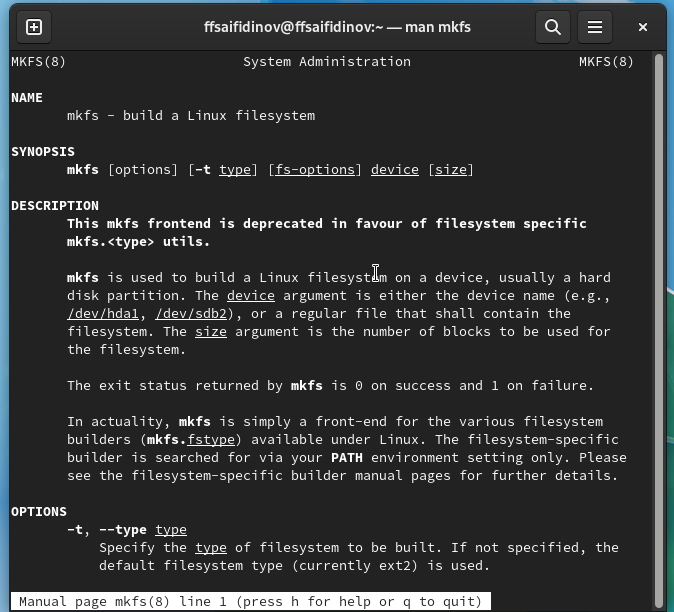 ffsaifidinov@ffsaifidinov:~ — man mkfs
MKFS(8) System Administration MKFS(8)
NAME
mkfs - build a Linux filesystem
SYNOPSIS
mkfs [options] [-t type] [fs-options] device [size]
DESCRIPTION
This mkfs frontend is deprecated in favour of filesystem specific
mkfs.<type> utils.
mkfs is used to build a Linux filesystem on a device, usually a hard
disk partition. The device argument is either the device name (e.g.,
/dev/hda1, /dev/sdb2), or a regular file that shall contain the
filesystem. The size argument is the number of blocks to be used for
the filesystem.
The exit status returned by mkfs is 0 on success and 1 on failure.
In actuality, mkfs is simply a front-end for the various filesystem
builders (mkfs.fstype) available under Linux. The filesystem-specific
builder is searched for via your PATH environment setting only. Please
see the filesystem-specific builder manual pages for further details.
OPTIONS
-t, --type type
Specify the type of filesystem to be built. If not specified, the
default filesystem type (currently ext2) is used.
Manual page mkfs(8) line 1 (press h for help or q to quit)